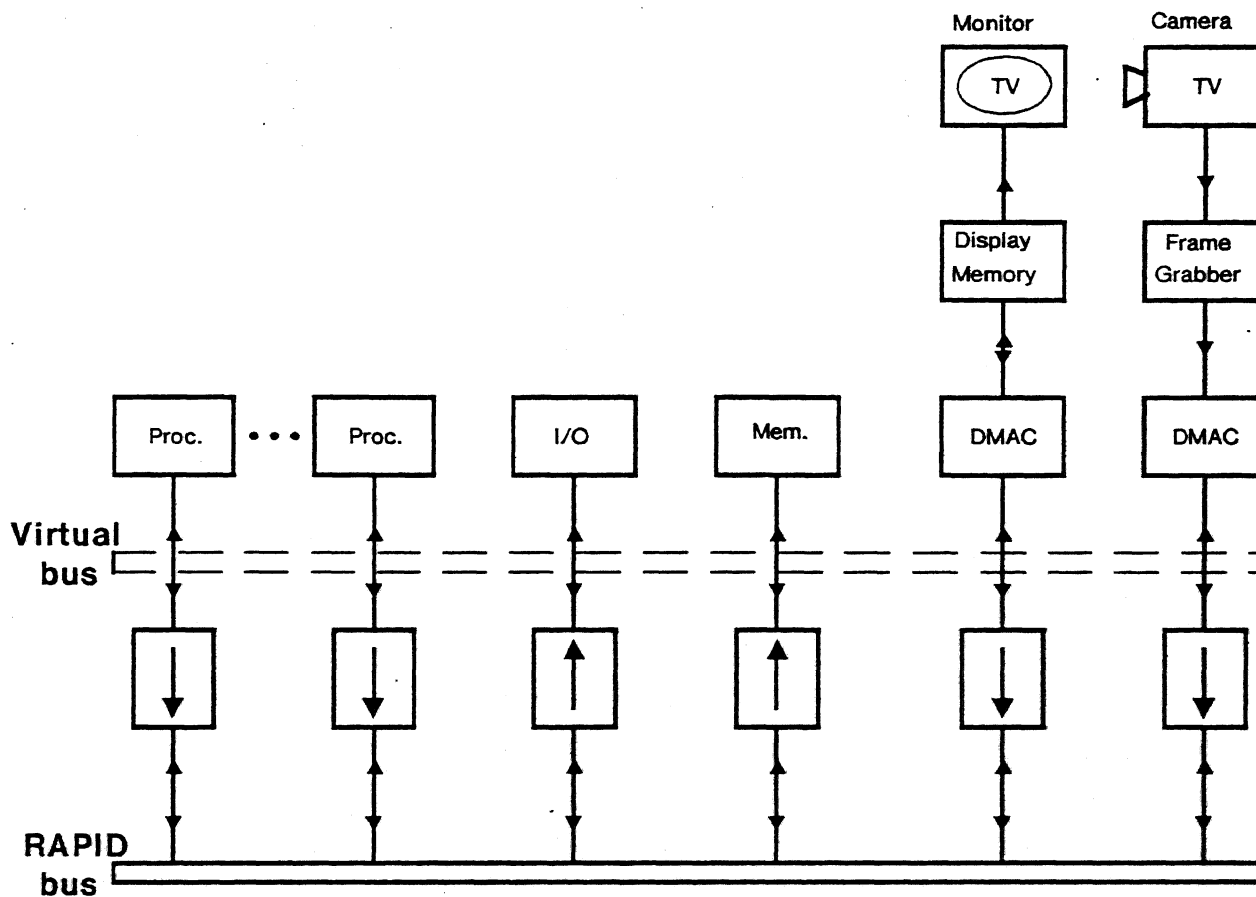 Monitor
Camera
TV
TV
Display
Memory
Frame
Grabber
Proc.
Proc.
I/O
Mem.
DMAC
DMAC
Virtual
bus
RAPID
bus